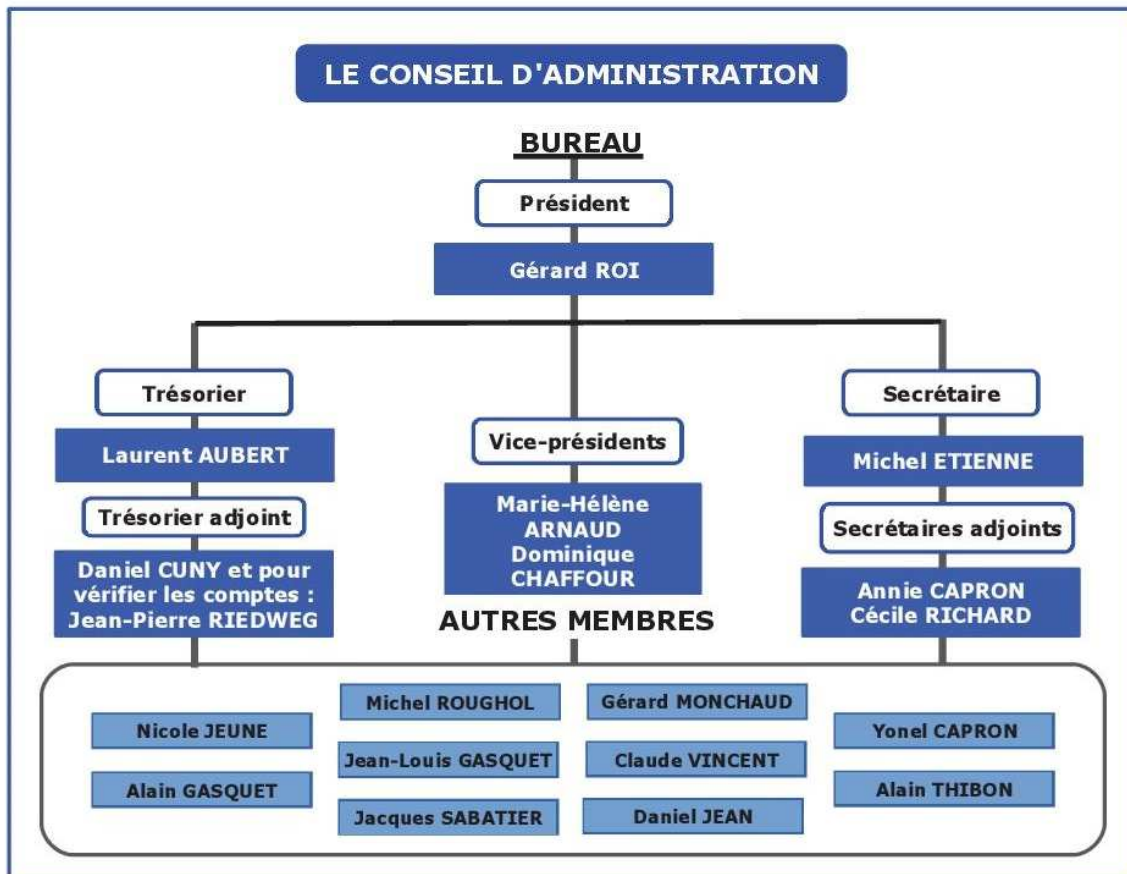 LE CONSEIL D'ADMINISTRATION
BUREAU
Président
Gérard ROI
Trésorier
Laurent AUBERT
Trésorier adjoint
Daniel CUNY et pour
vérifier les comptes :
Jean-Pierre RIEDWEG
Vice-présidents
Marie-Hélène
ARNAUD
Dominique
CHAFFOUR
Secrétaire
Michel ETIENNE
Secrétaires adjoints
Annie CAPRON
Cécile RICHARD
AUTRES MEMBRES
Nicole JEUNE
Alain GASQUET
Michel ROUGHOL
Jean-Louis GASQUET
Jacques SABATIER
Gérard MONCHAUD
Claude VINCENT
Daniel JEAN
Yonel CAPRON
Alain THIBON